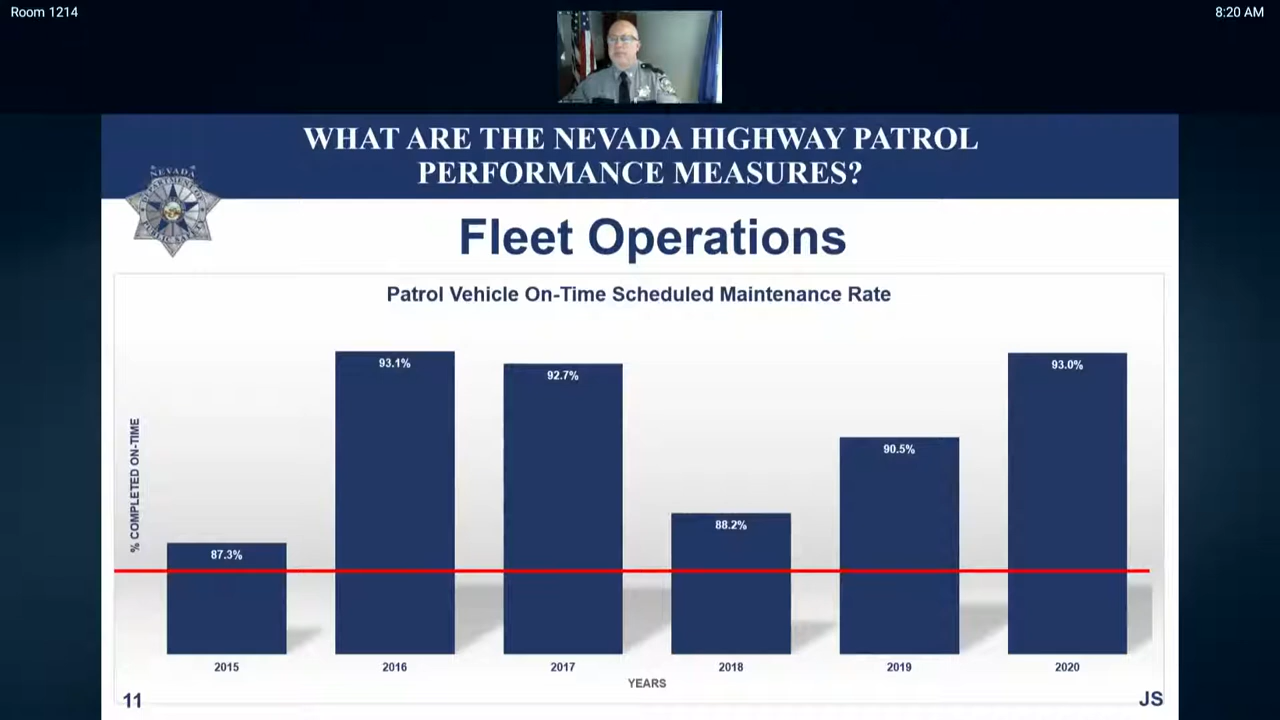 Room 1214
8:20 AM
WHAT ARE THE NEVADA HIGHWAY PATROL
PERFORMANCE MEASURES?
NEVADA
Fleet Operations
Patrol Vehicle On-Time Scheduled Maintenance Rate
% COMPLETED ON-TIME
87.3%
93.1%
92.7%
88.2%
90.5%
93.0%
2015
2016
2017
2018
2019
2020
YEARS
11
JS